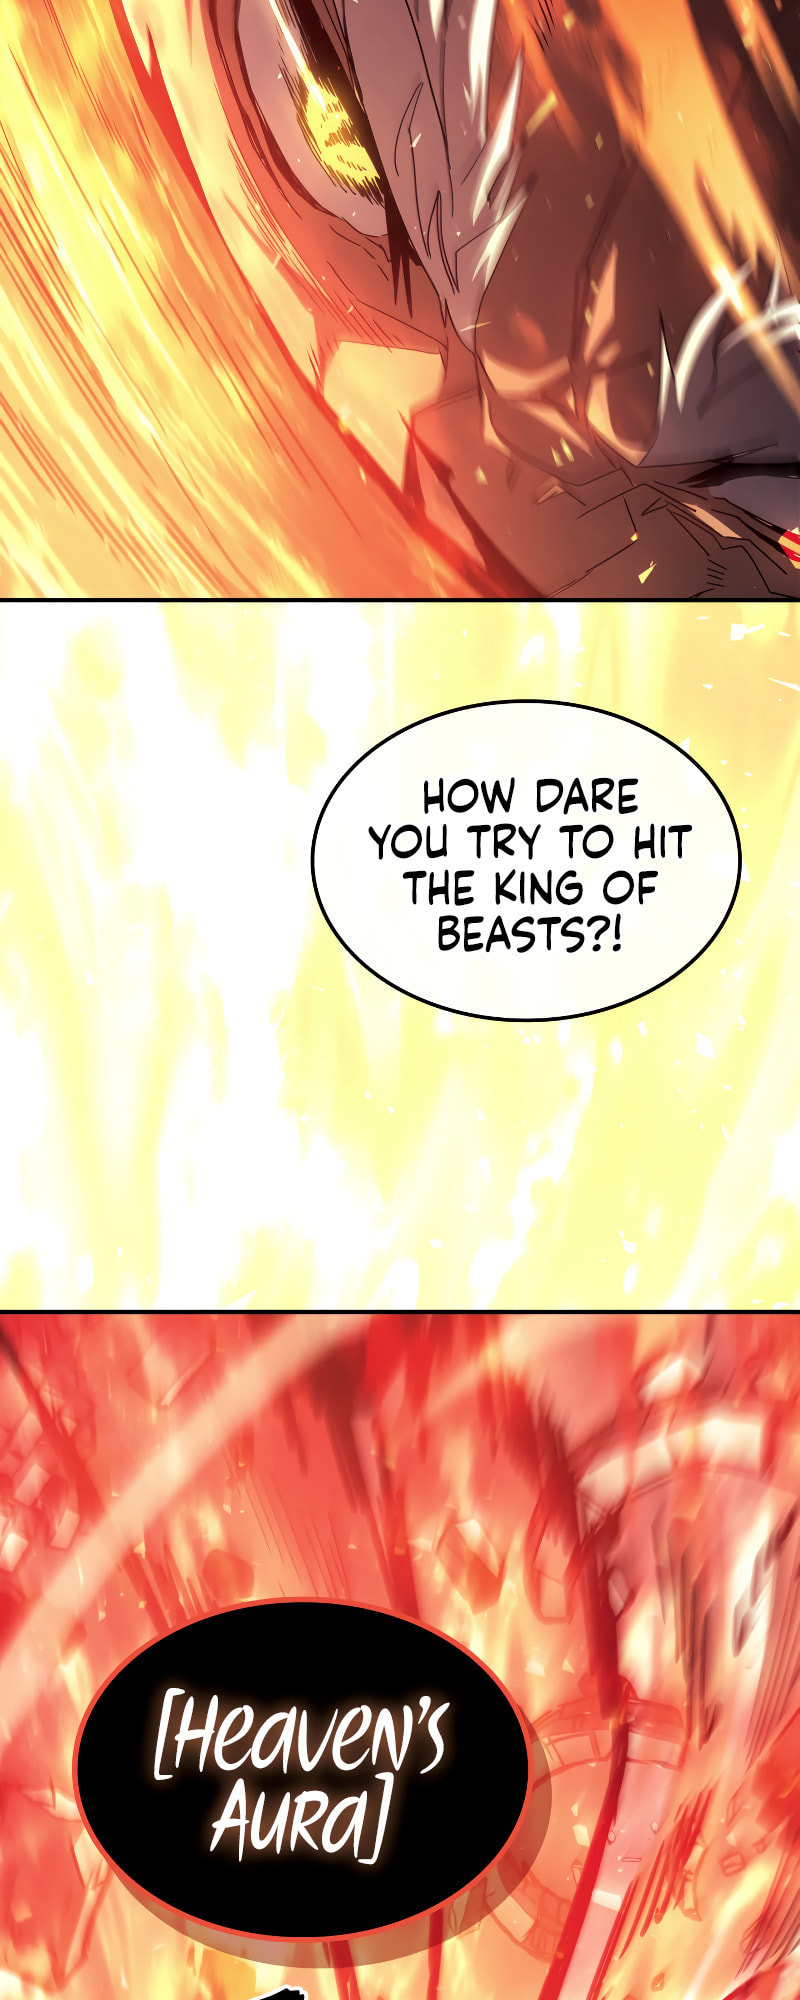 HOW DARE
YOU TRY TO HIT
THE KING OF
BEASTS?!
[HEAVEN'S
AURA]